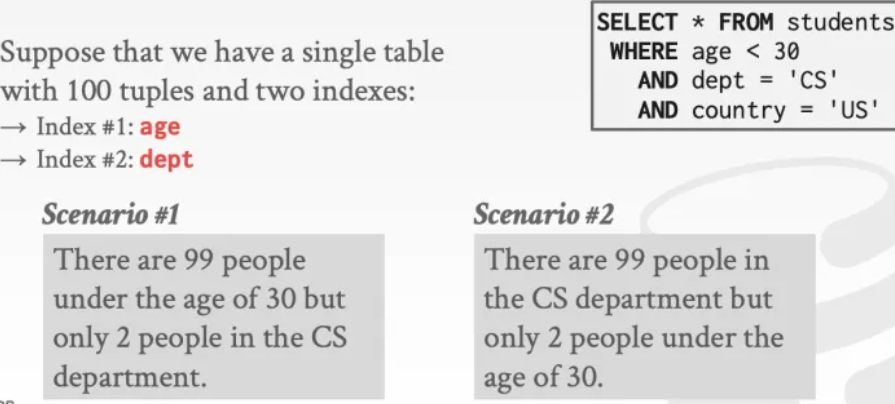 SELECT * FROM students
WHERE age < 30
AND dept = 'CS'
AND country = 'US'
Suppose that we have a single table
with 100 tuples and two indexes:
→ Index #1: age
→ Index #2: dept
Scenario #1
There are 99 people
under the age of 30 but
only 2 people in the CS
department.
Scenario #2
There are 99 people in
the CS department but
only 2 people under the
age of 30.